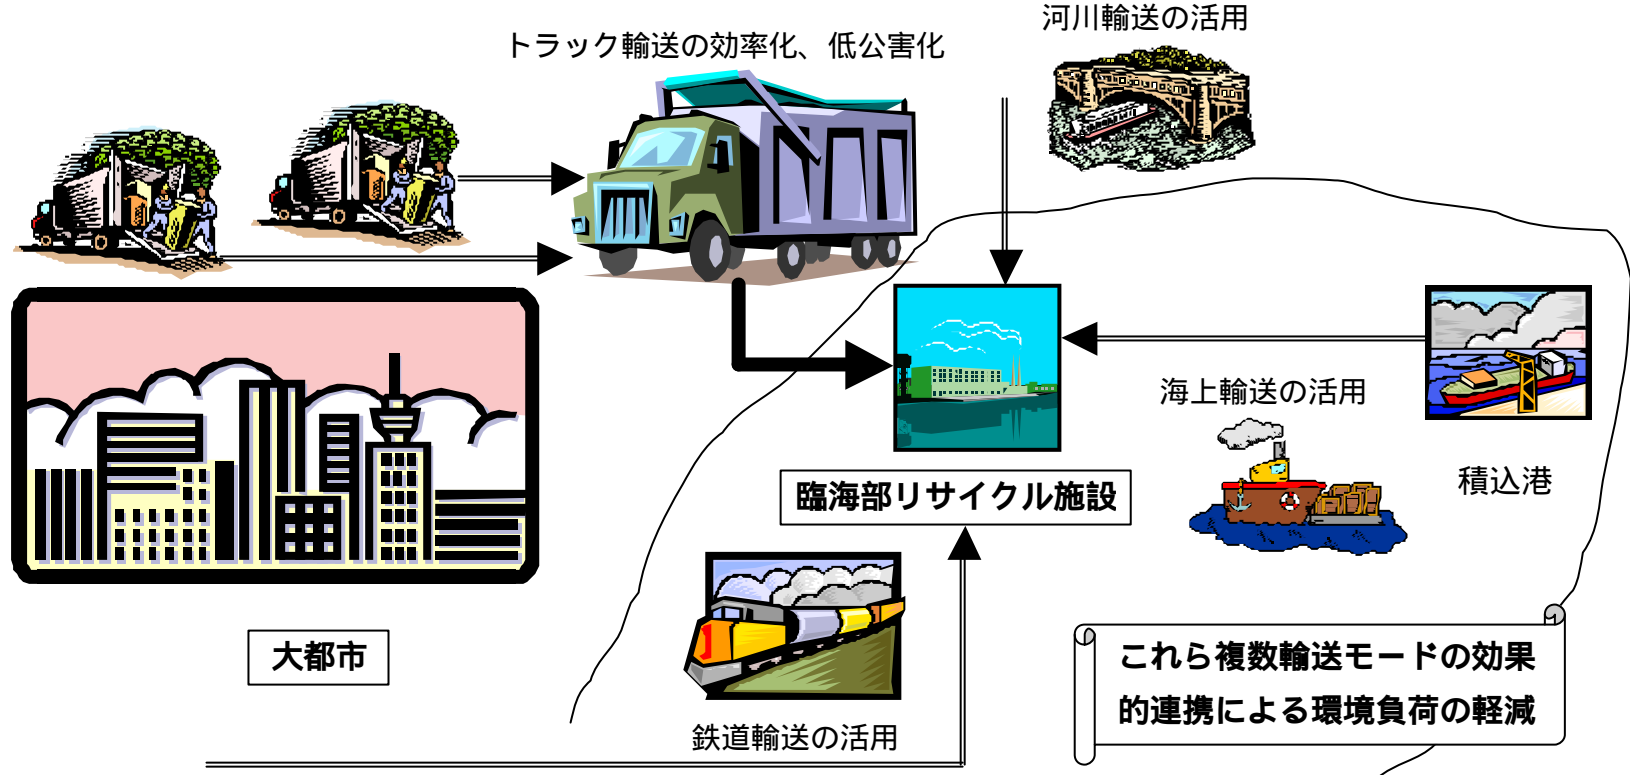 河川輸送の活用
トラック輸送の効率化、低公害化
海上輸送の活用
積込港
臨海部リサイクル施設
大都市
これら複数輸送モードの効果
的連携による環境負荷の軽減
鉄道輸送の活用